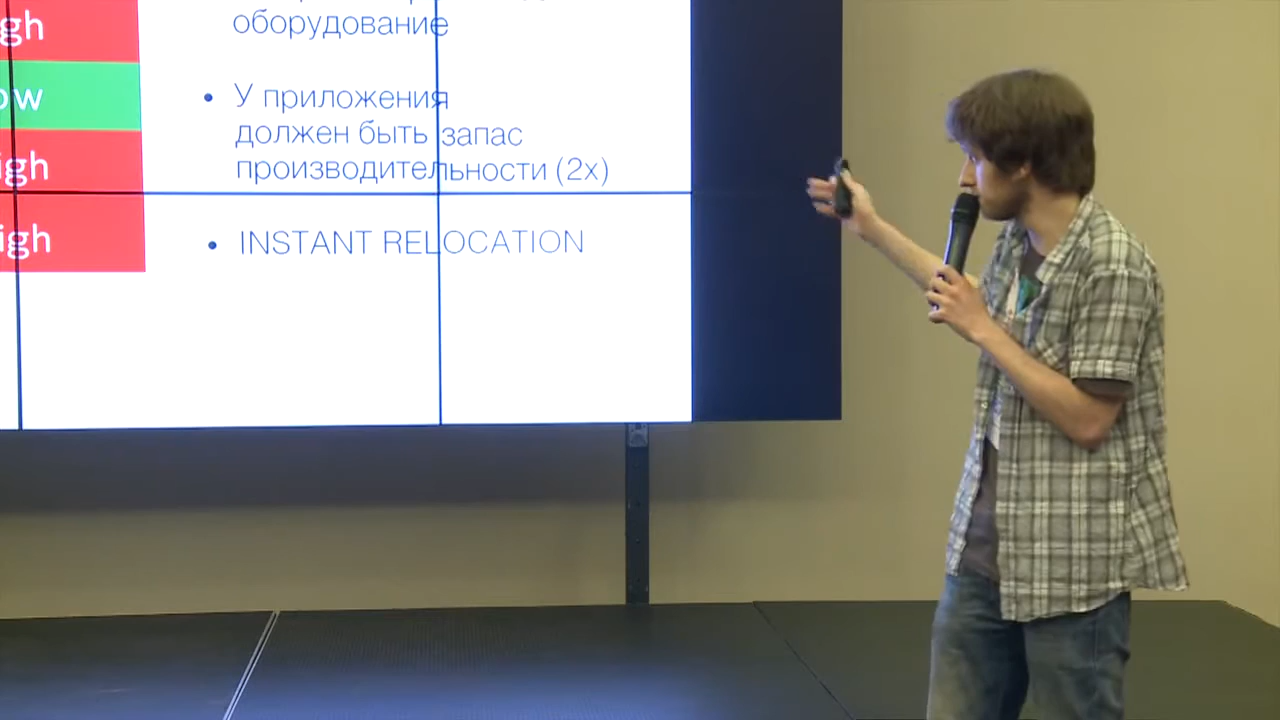 igh
оборудование
ow
• У приложения
должен быть запас
igh
производительности (2x)
igh
• INSTANT RELOCATION